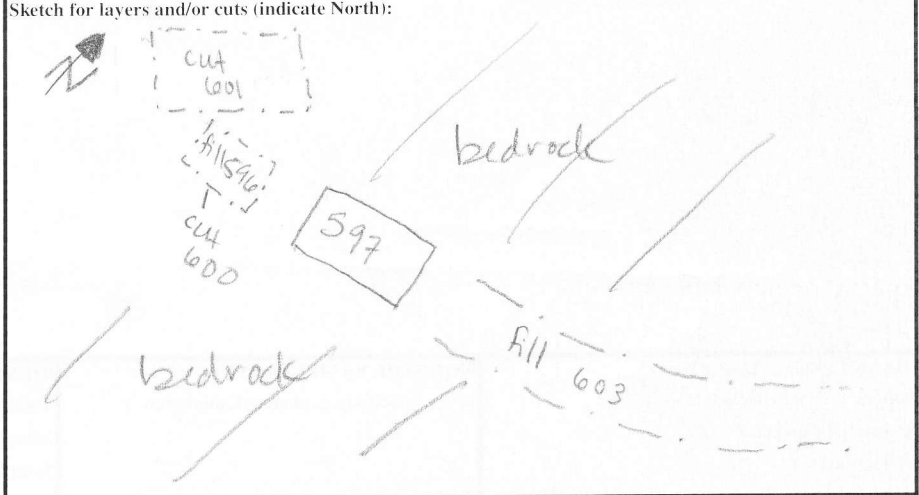 Sketch for layers and/or cuts (indicate North):
N
cut
601
fill 596
cut
600
bedrock
597
fill
603
bedrock